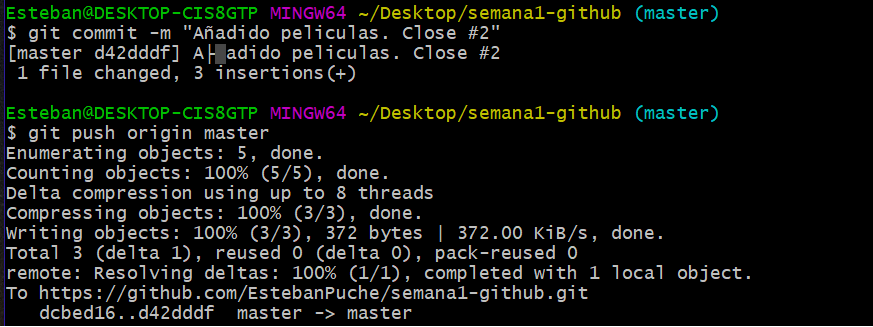 Esteban@DESKTOP-CIS8GTP MINGW64 ~/Desktop/semana1-github (master)
$ git commit -m "Añadido peliculas. Close #2"
[master d42dddf] A├▒adido peliculas. Close #2
 1 file changed, 3 insertions(+)

Esteban@DESKTOP-CIS8GTP MINGW64 ~/Desktop/semana1-github (master)
$ git push origin master
Enumerating objects: 5, done.
Counting objects: 100% (5/5), done.
Delta compression using up to 8 threads
Compressing objects: 100% (3/3), done.
Writing objects: 100% (3/3), 372 bytes | 372.00 KiB/s, done.
Total 3 (delta 1), reused 0 (delta 0), pack-reused 0
remote: Resolving deltas: 100% (1/1), completed with 1 local object.
To https://github.com/EstebanPuche/semana1-github.git
   dcbed16..d42dddf  master -> master